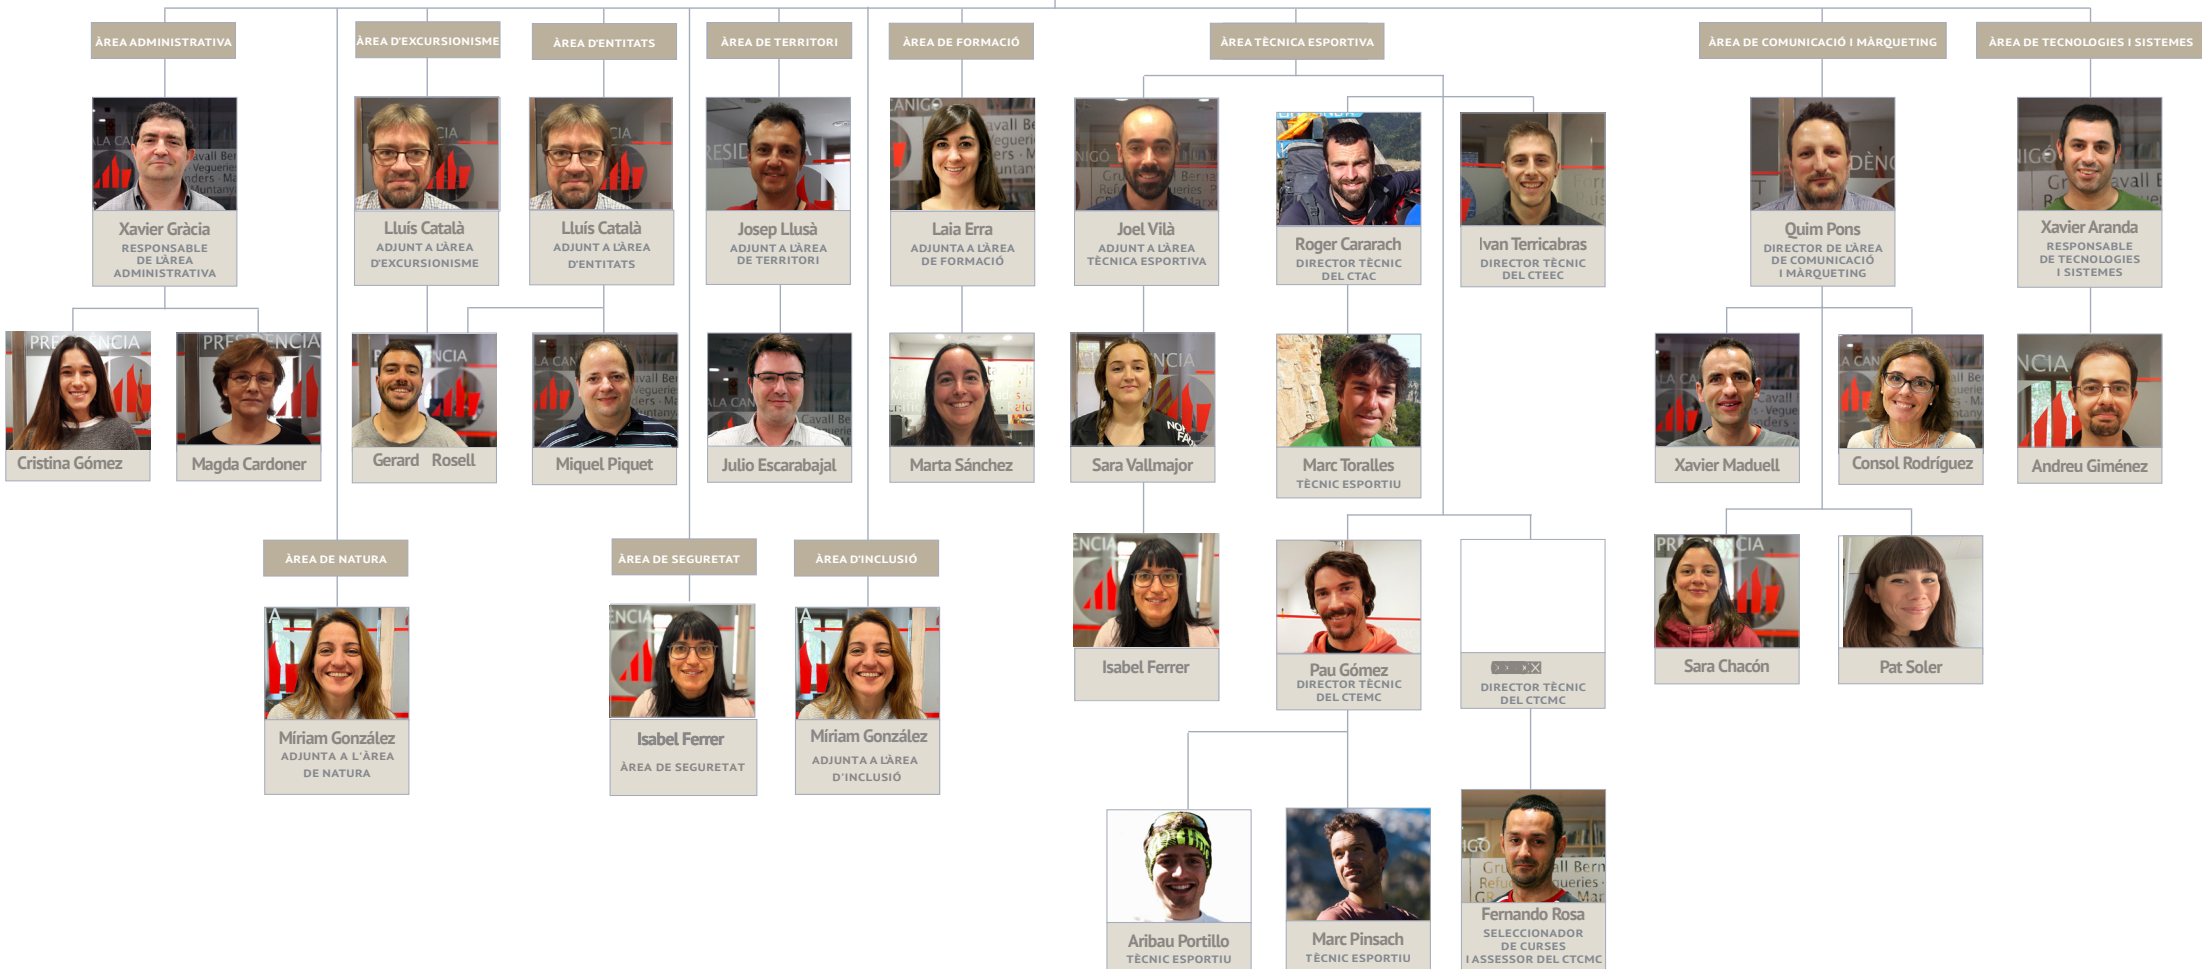 ÀREA ADMINISTRATIVA
ÀREA D'EXCURSIONISME
ÀREA D'ENTITATS
ÀREA DE TERRITORI
ÀREA DE FORMACIÓ
ÀREA TÈCNICA ESPORTIVA
ÀREA DE COMUNICACIÓ I MÀRQUETING
ÀREA DE TECNOLOGIES I SISTEMES
Xavier Gràcia
RESPONSABLE
DE L'ÀREA
ADMINISTRATIVA
Lluís Català
ADJUNT A L'ÀREA
D'EXCURSIONISME
Lluís Català
ADJUNT A L'ÀREA
D'ENTITATS
Josep Llusà
ADJUNT A L'ÀREA
DE TERRITORI
Laia Erra
ADJUNTA A L'ÀREA
DE FORMACIÓ
Joel Vilà
ADJUNT A L'ÀREA
TÈCNICA ESPORTIVA
Roger Cararach
DIRECTOR TÈCNIC
DEL CTAC
Ivan Terricabras
DIRECTOR TÈCNIC
DEL CTEEC
Quim Pons
DIRECTOR DE L'ÀREA
DE COMUNICACIÓ
I MÀRQUETING
Xavier Aranda
RESPONSABLE
DE TECNOLOGIES
I SISTEMES
Cristina Gómez
Magda Cardoner
Gerard Rosell
Miquel Piquet
Julio Escarabajal
Marta Sánchez
Sara Vallmajor
Marc Toralles
TÈCNIC ESPORTIU
Xavier Maduell
Consol Rodríguez
Andreu Giménez
ÀREA DE NATURA
ÀREA DE SEGURETAT
ÀREA D'INCLUSIÓ
Míriam González
ADJUNTA A L'ÀREA
DE NATURA
Isabel Ferrer
ÀREA DE SEGURETAT
Míriam González
ADJUNTA A L'ÀREA
D'INCLUSIÓ
Isabel Ferrer
Pau Gómez
DIRECTOR TÈCNIC
DEL CTEMC
DIRECTOR TÈCNIC
DEL CTCMC
Sara Chacón
Pat Soler
Aribau Portillo
TÈCNIC ESPORTIU
Marc Pinsach
TÈCNIC ESPORTIU
Fernando Rosa
SELECCIONADOR
DE CURSES
I ASSESSOR DEL CTCMC